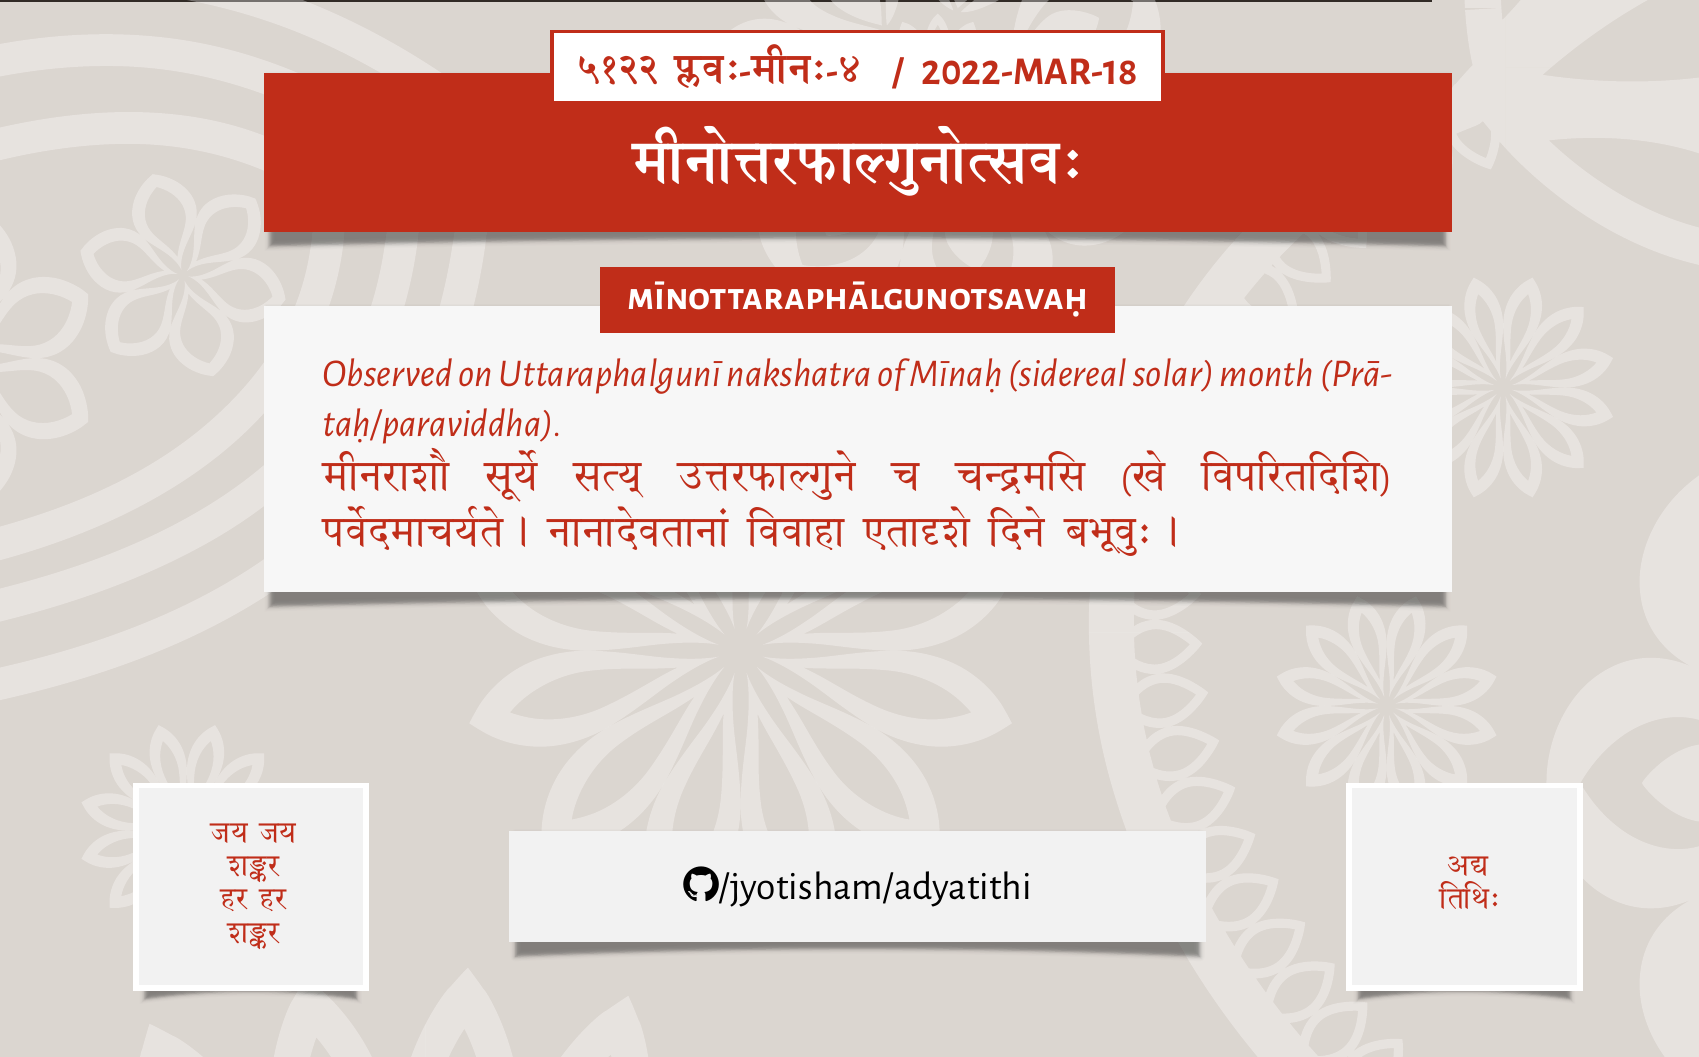 ५१२२ प्लवः-मीनः-४ / 2022-MAR-18
मीनोत्तरफाल्गुनोत्सवः
MĪNOTTARAPHĀLGUNOTSAVAḤ
Observed on Uttaraphalgunī nakshatra of Mīnaḥ (sidereal solar) month (Prā-
taḥ/paraviddha).
मीनराशौ सूर्ये सत्य् उत्तरफाल्गुने च चन्द्रमसि (खे विपरितदिशि)
पर्वेदमाचर्यते। नानादेवतानां विवाहा एतादृशे दिने बभूवुः।
जय जय
शङ्कर
हर हर
शङ्कर
/jyotisham/adyatithi
अद्य
तिथिः